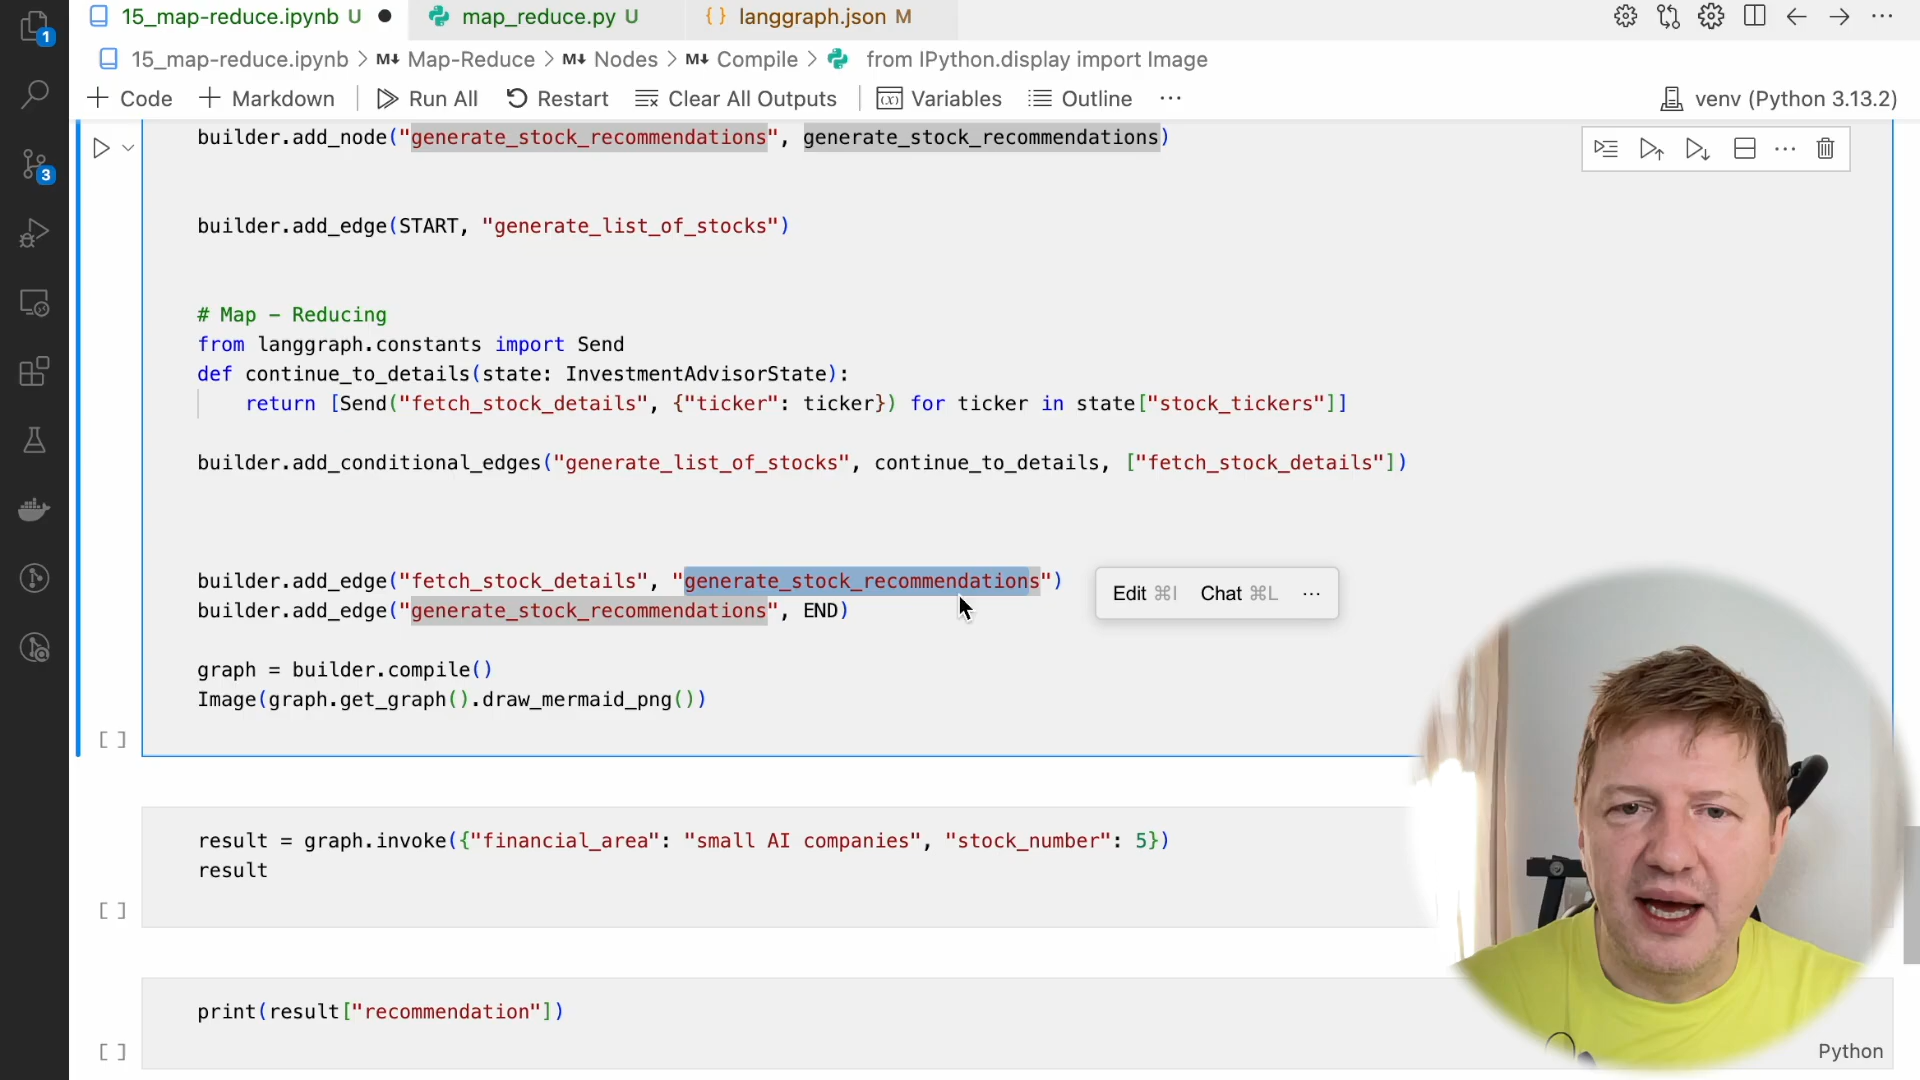 15_map-reduce.ipynb U map_reduce.py U {} langgraph.json M
15_map-reduce.ipynb > M↓ Map-Reduce > M↓ Nodes > M↓ Compile > from IPython.display import Image
+ Code + Markdown Run All Restart Clear All Outputs Variables Outline ... venv (Python 3.13.2)
1
3
builder.add_node("generate_stock_recommendations", generate_stock_recommendations)
builder.add_edge(START, "generate_list_of_stocks")
# Map – Reducing
from langgraph.constants import Send
def continue_to_details(state: InvestmentAdvisorState):
return [Send("fetch_stock_details", {"ticker": ticker}) for ticker in state["stock_tickers"]]
builder.add_conditional_edges("generate_list_of_stocks", continue_to_details, ["fetch_stock_details"])
builder.add_edge("fetch_stock_details", "generate_stock_recommendations")
Edit ⌘I Chat ⌘L ...
builder.add_edge("generate_stock_recommendations", END)
graph = builder.compile()
Image(graph.get_graph().draw_mermaid_png())
[ ]
result = graph.invoke({"financial_area": "small AI companies", "stock_number": 5})
result
[ ]
print(result["recommendation"])
[ ]
Python